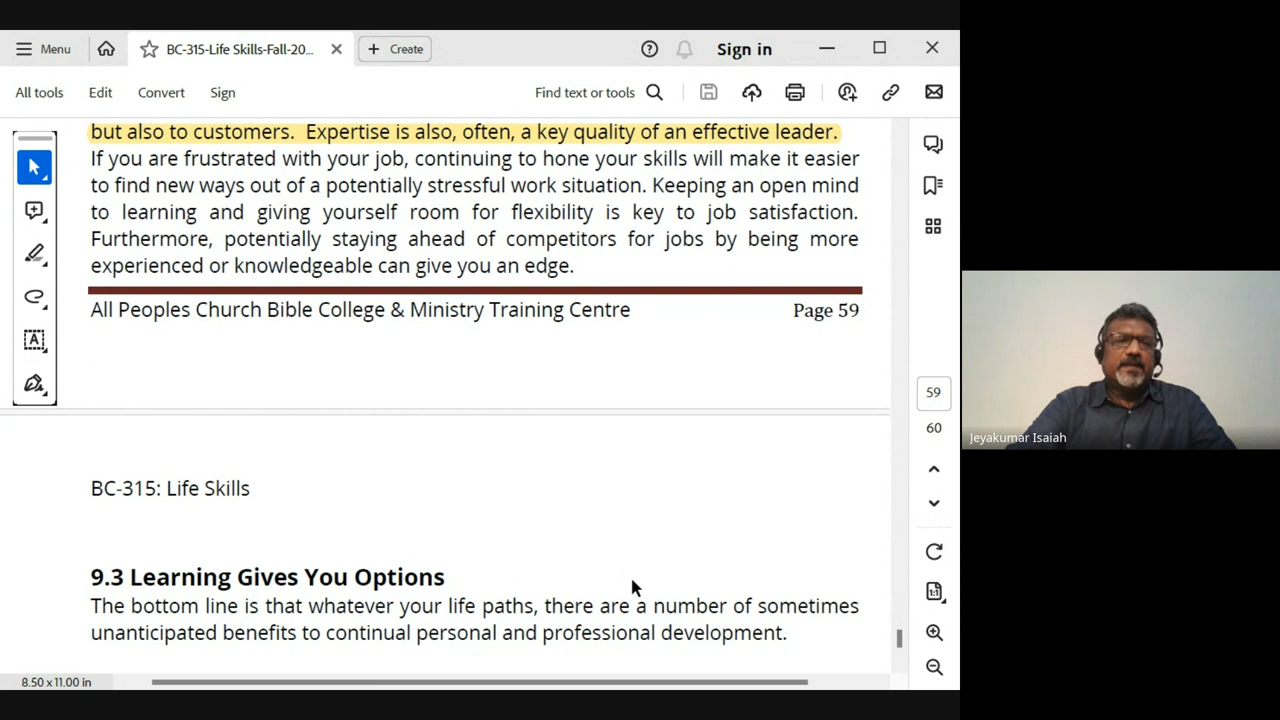 Menu
BC-315-Life Skills-Fall-20...
Create
Sign in
All tools
Edit
Convert
Sign
Find text or tools
but also to customers. Expertise is also, often, a key quality of an effective leader.
If you are frustrated with your job, continuing to hone your skills will make it easier
to find new ways out of a potentially stressful work situation. Keeping an open mind
to learning and giving yourself room for flexibility is key to job satisfaction.
Furthermore, potentially staying ahead of competitors for jobs by being more
experienced or knowledgeable can give you an edge.
All Peoples Church Bible College & Ministry Training Centre Page 59
59
60
Jeyakumar Isaiah
BC-315: Life Skills
9.3 Learning Gives You Options
The bottom line is that whatever your life paths, there are a number of sometimes
unanticipated benefits to continual personal and professional development.
1:1
8.50 x 11.00 in